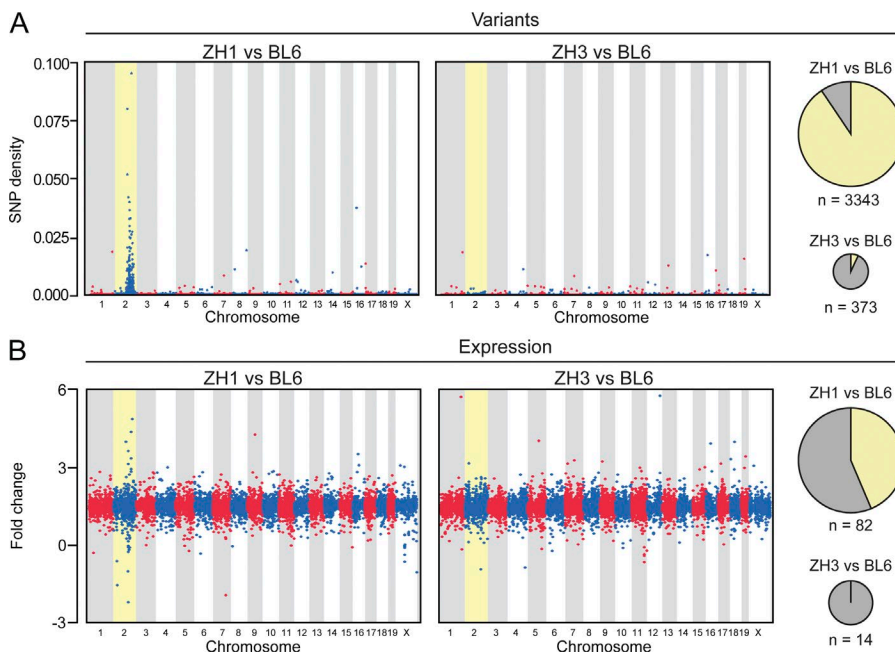 A
Variants
ZH1 vs BL6
ZH3 vs BL6
0.100
0.075
0.050
0.025
0.000
SNP density
1 2 3 4 5 6 7 8 9 10 11 12 13 14 15 16 17 18 19 X
Chromosome
1 2 3 4 5 6 7 8 9 10 11 12 13 14 15 16 17 18 19 X
Chromosome
ZH1 vs BL6
n = 3343
ZH3 vs BL6
n = 373
B
Expression
ZH1 vs BL6
ZH3 vs BL6
6
3
0
-3
Fold change
1 2 3 4 5 6 7 8 9 10 11 12 13 14 15 16 17 18 19 X
Chromosome
1 2 3 4 5 6 7 8 9 10 11 12 13 14 15 16 17 18 19 X
Chromosome
ZH1 vs BL6
n = 82
ZH3 vs BL6
n = 14